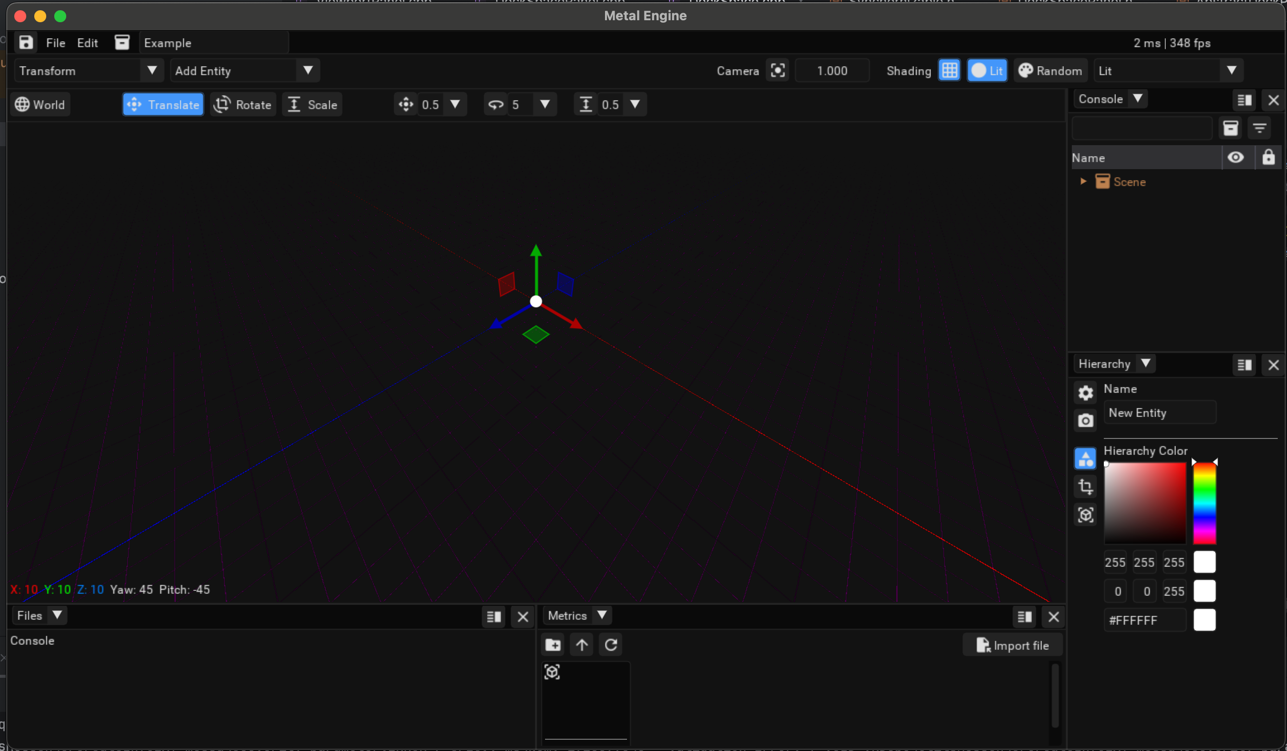 Metal Engine
File Edit Example 2 ms | 348 fps
Transform Add Entity Camera 1.000 Shading Lit Random Lit
World Translate Rotate Scale 0.5 5 0.5
Console
Name
Scene
Hierarchy
Name
New Entity
Hierarchy Color
255 255 255
0 0 255
#FFFFFF
X: 10 Y: 10 Z: 10 Yaw: 45 Pitch: -45
Files
Console
Metrics
Import file